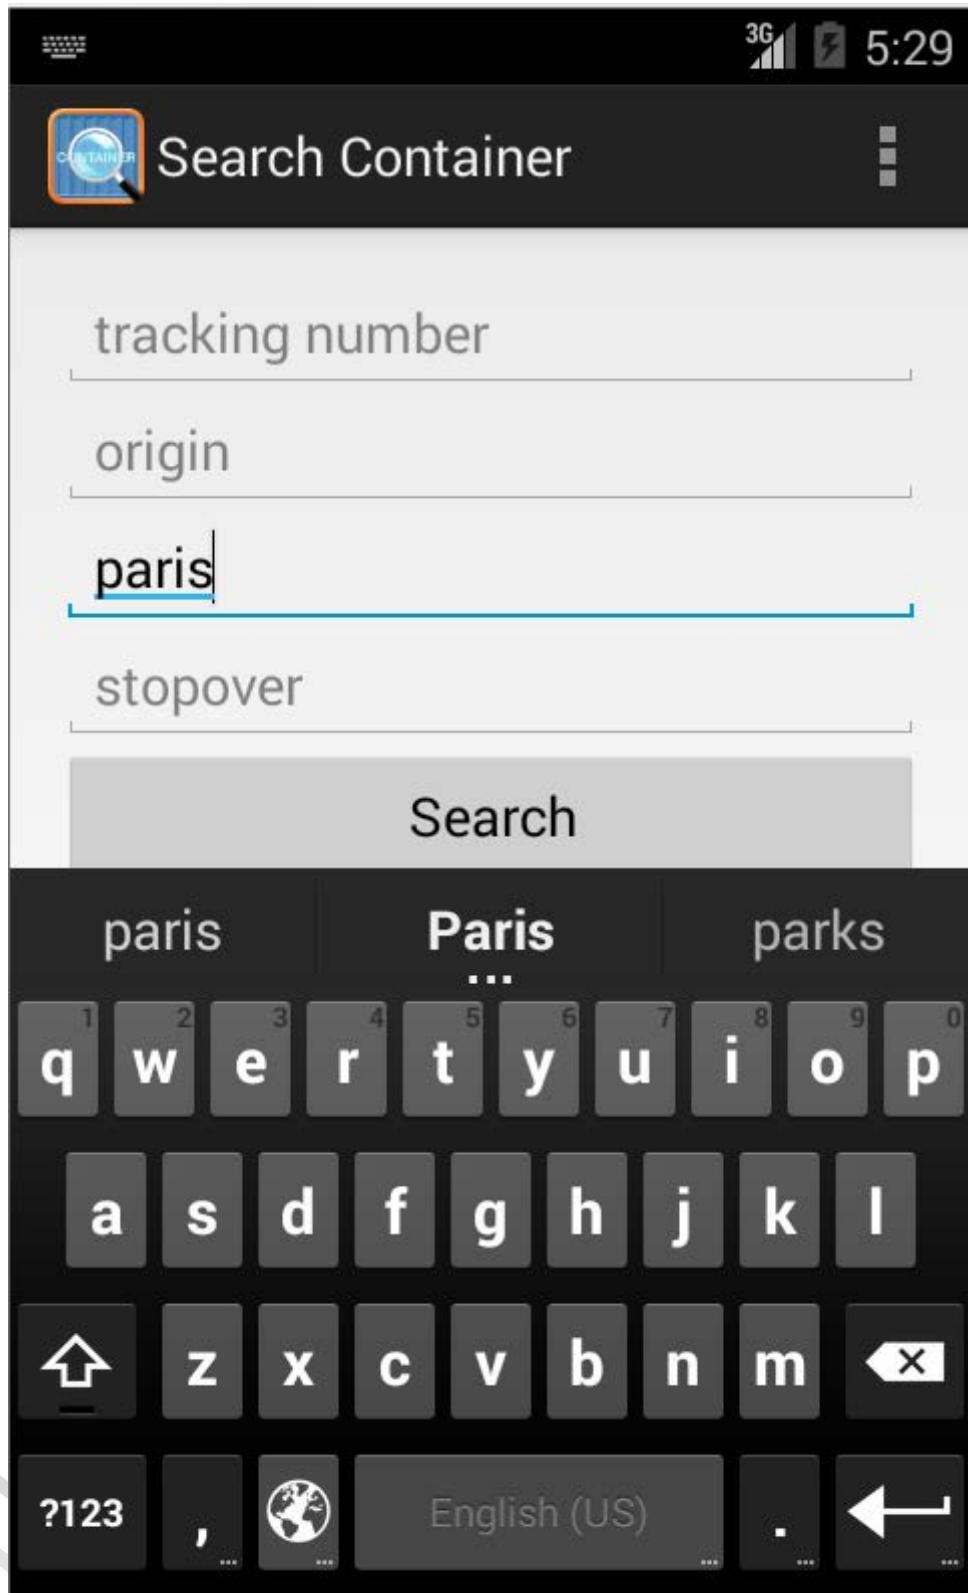 3G 5:29
CONTAINER Search Container
tracking number
origin
paris
stopover
Search
paris Paris parks
1 2 3 4 5 6 7 8 9 0
q w e r t y u i o p
a s d f g h j k l
z x c v b n m
?123 , English (US) .